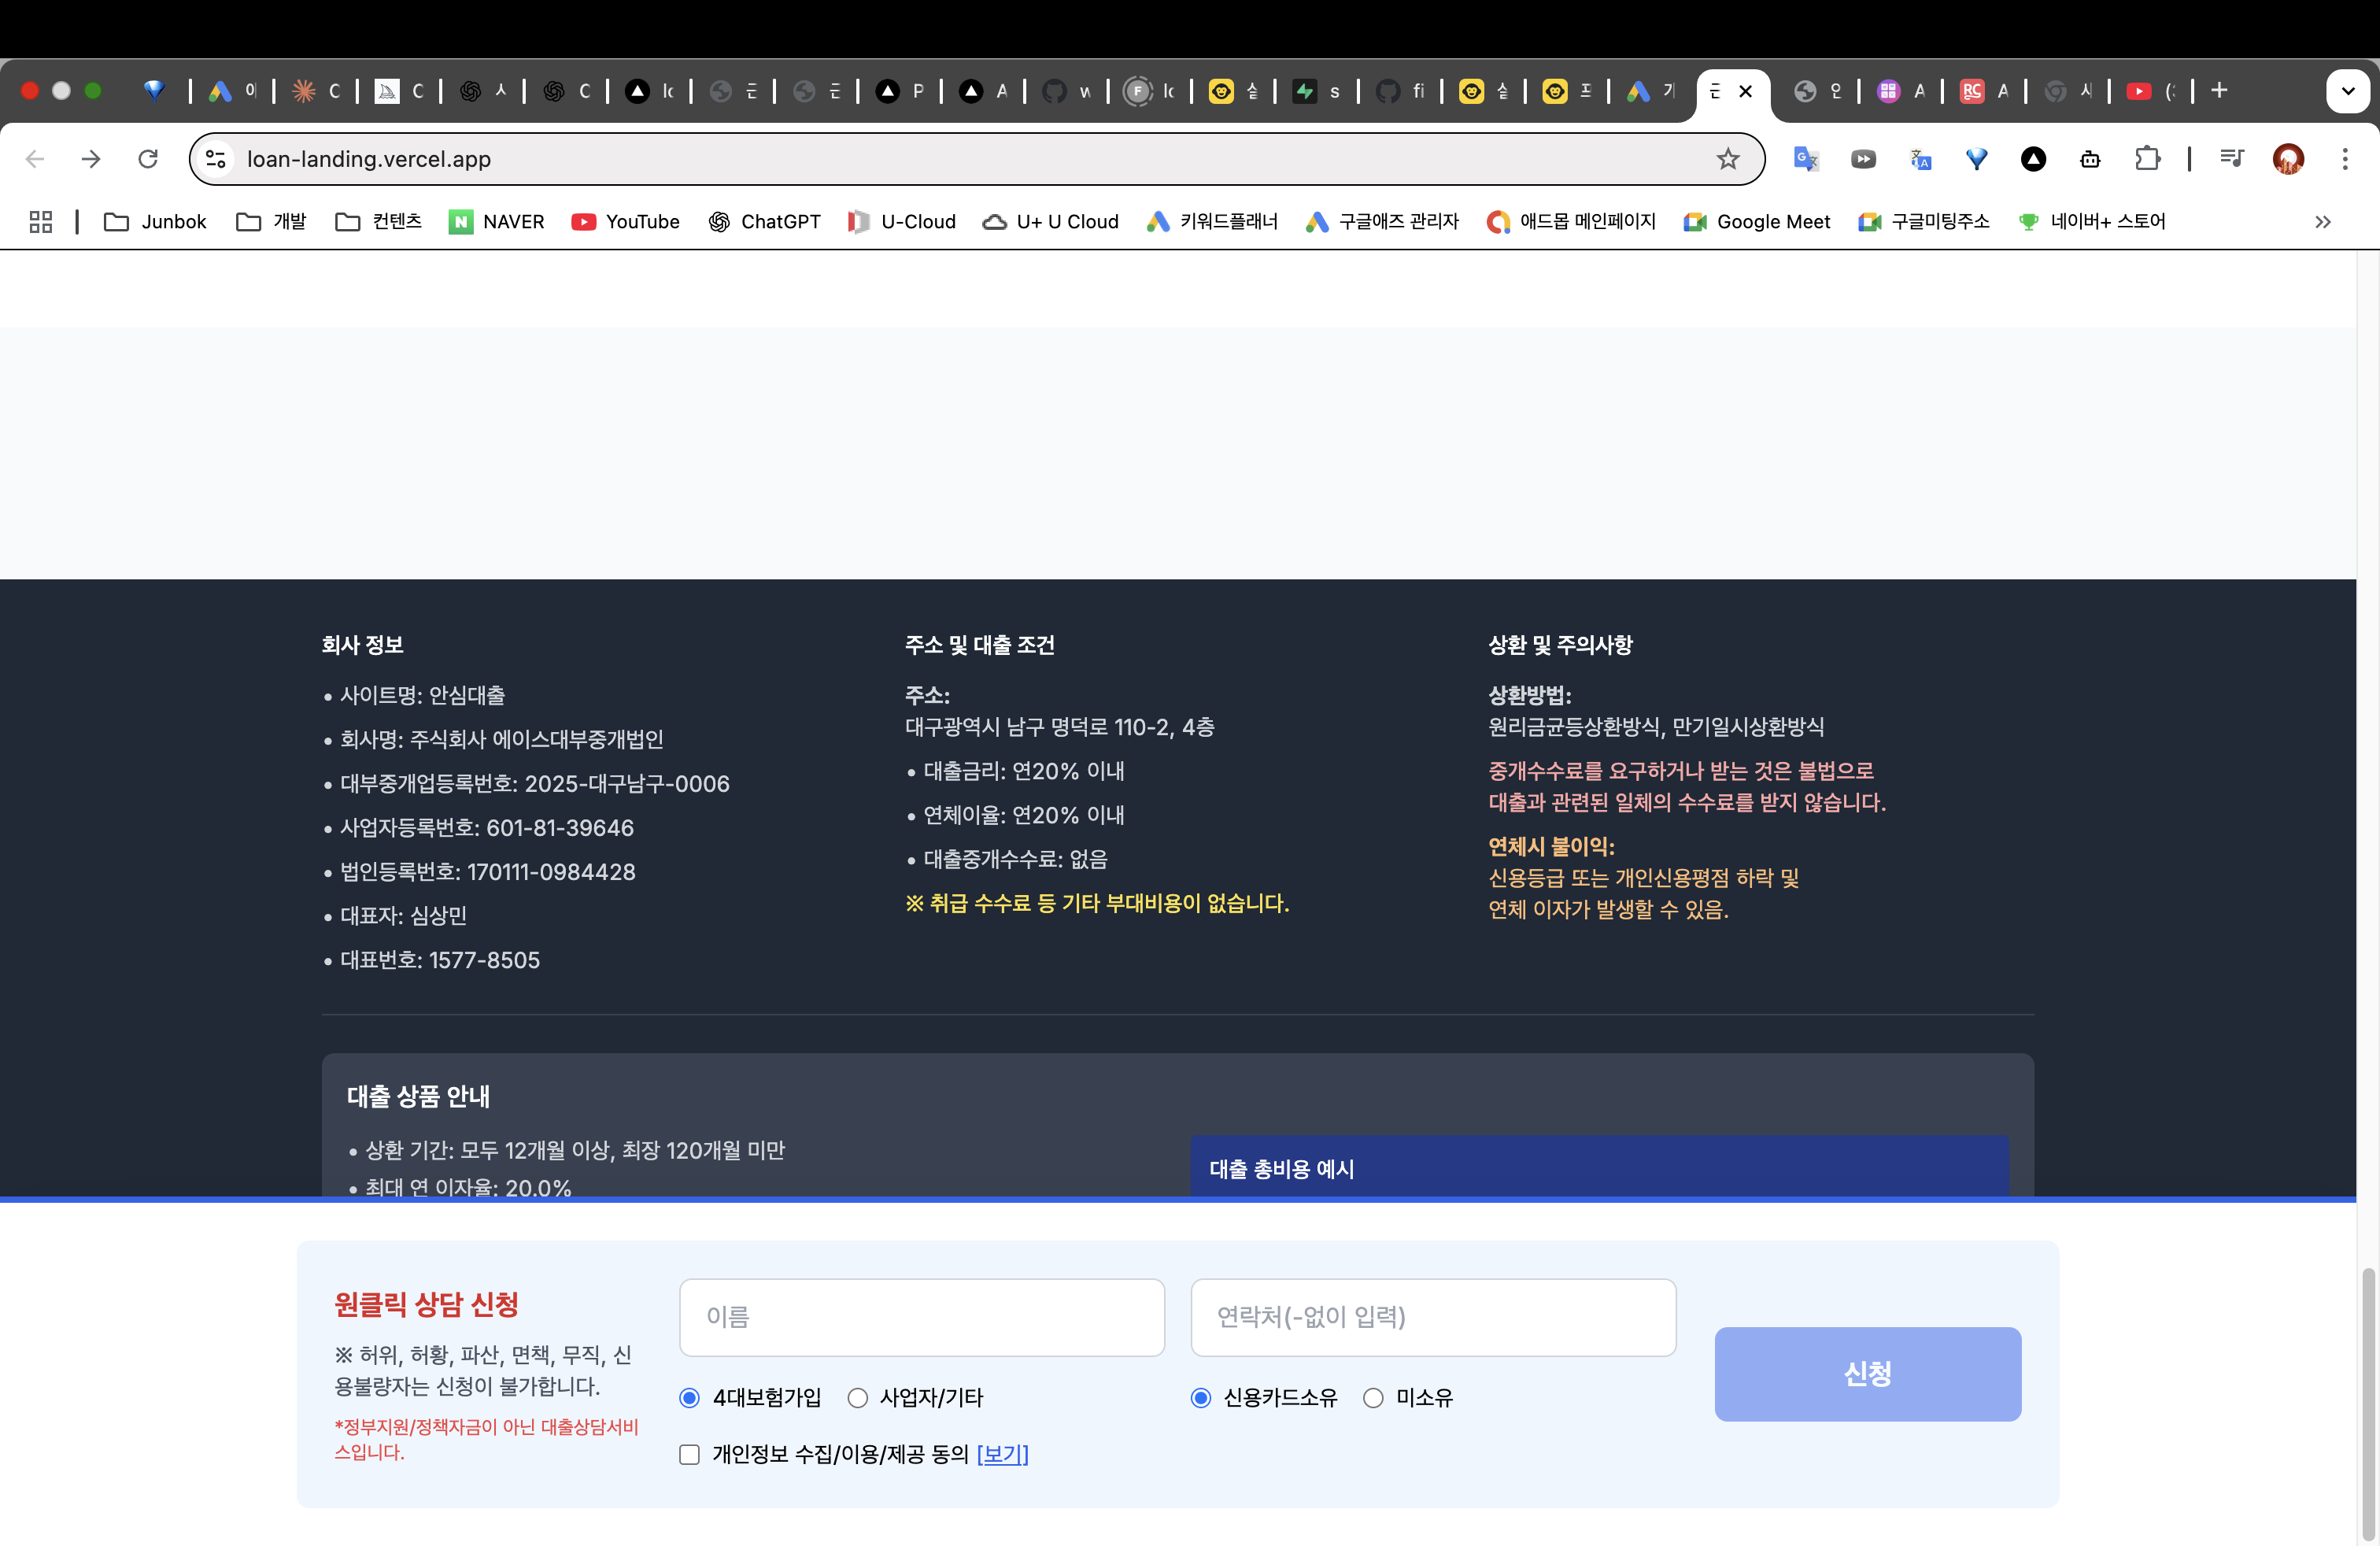 loan-landing.vercel.app
Junbok
개발
컨텐츠
NAVER
YouTube
ChatGPT
U-Cloud
U+ U Cloud
키워드플래너
구글애즈 관리자
애드몹 메인페이지
Google Meet
구글미팅주소
네이버+ 스토어
회사 정보
• 사이트명: 안심대출
• 회사명: 주식회사 에이스대부중개법인
• 대부중개업등록번호: 2025-대구남구-0006
• 사업자등록번호: 601-81-39646
• 법인등록번호: 170111-0984428
• 대표자: 심상민
• 대표번호: 1577-8505
주소 및 대출 조건
주소:
대구광역시 남구 명덕로 110-2, 4층
• 대출금리: 연20% 이내
• 연체이율: 연20% 이내
• 대출중개수수료: 없음
※ 취급 수수료 등 기타 부대비용이 없습니다.
상환 및 주의사항
상환방법:
원리금균등상환방식, 만기일시상환방식
중개수수료를 요구하거나 받는 것은 불법으로
대출과 관련된 일체의 수수료를 받지 않습니다.
연체시 불이익:
신용등급 또는 개인신용평점 하락 및
연체 이자가 발생할 수 있음.
대출 상품 안내
• 상환 기간: 모두 12개월 이상, 최장 120개월 미만
• 최대 연 이자율: 20.0%
대출 총비용 예시
원클릭 상담 신청
※ 허위, 허황, 파산, 면책, 무직, 신
용불량자는 신청이 불가합니다.
*정부지원/정책자금이 아닌 대출상담서비
스입니다.
이름
연락처(-없이 입력)
4대보험가입
사업자/기타
신용카드소유
미소유
개인정보 수집/이용/제공 동의 [보기]
신청